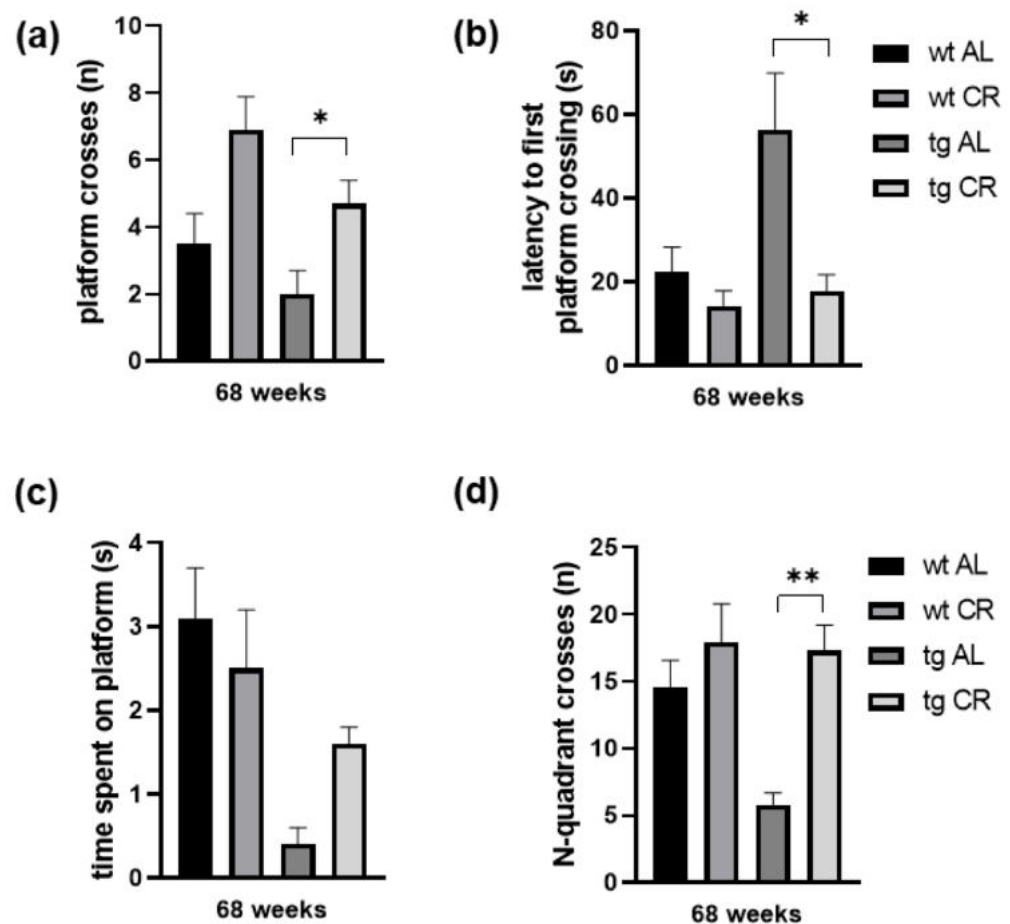 (a)
platform crosses (n)
10
8
6
4
2
0
*
68 weeks
(b)
latency to first
platform crossing (s)
80
60
40
20
0
*
68 weeks
wt AL
wt CR
tg AL
tg CR
(c)
time spent on platform (s)
4
3
2
1
0
68 weeks
(d)
N-quadrant crosses (n)
25
20
15
10
5
0
**
68 weeks
wt AL
wt CR
tg AL
tg CR